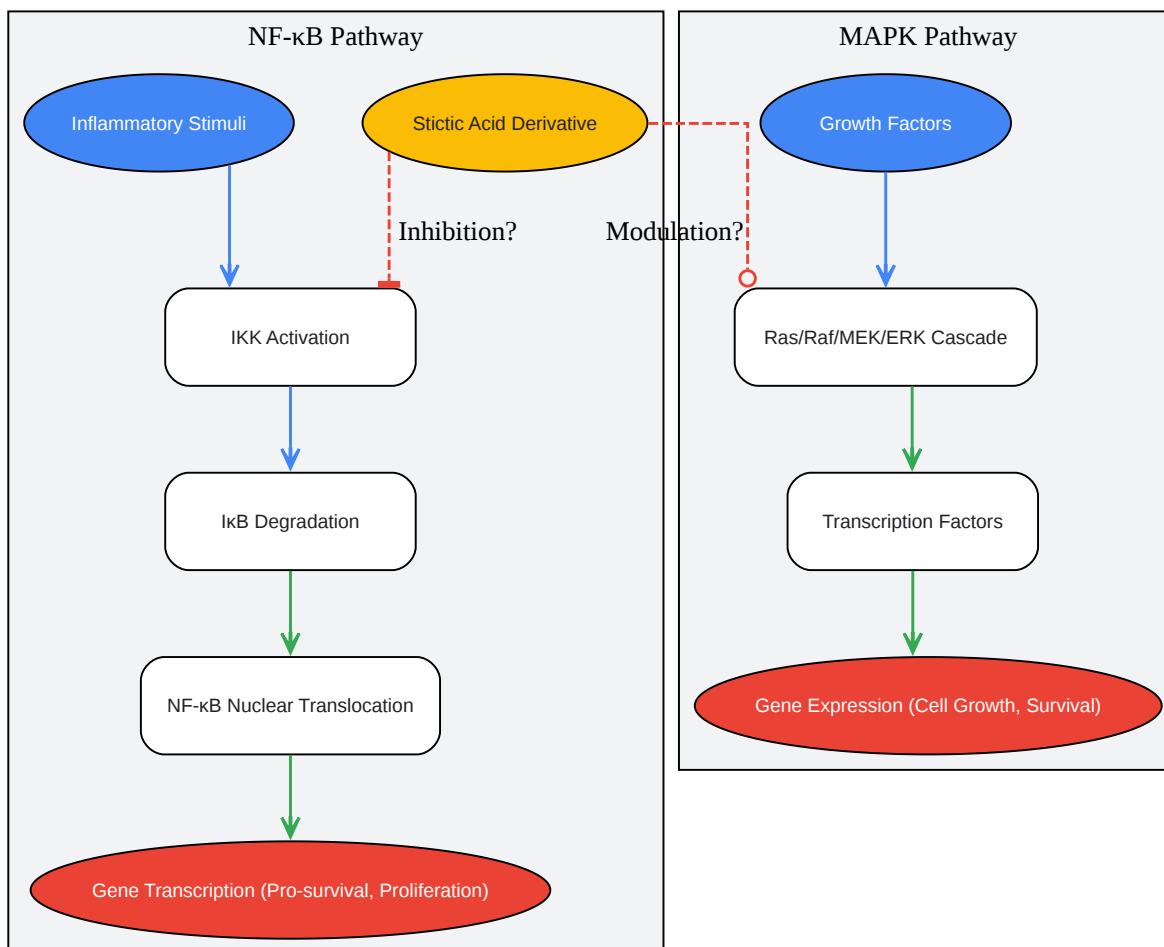 NF-κB Pathway
Inflammatory Stimuli
Stictic Acid Derivative
Inhibition?
Modulation?
IKK Activation
IκB Degradation
NF-κB Nuclear Translocation
Gene Transcription (Pro-survival, Proliferation)
MAPK Pathway
Growth Factors
Ras/Raf/MEK/ERK Cascade
Transcription Factors
Gene Expression (Cell Growth, Survival)